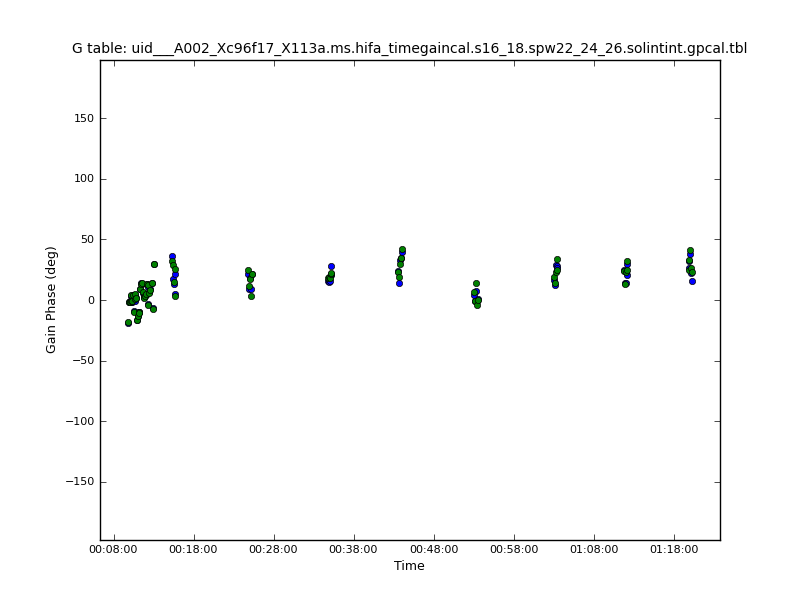 G table: uid___A002_Xc96f17_X113a.ms.hifa_timegaincal.s16_18.spw22_24_26.solintint.gpcal.tbl
150
100
50
0
−50
−100
−150
Gain Phase (deg)
00:08:00 00:18:00 00:28:00 00:38:00 00:48:00 00:58:00 01:08:00 01:18:00
Time